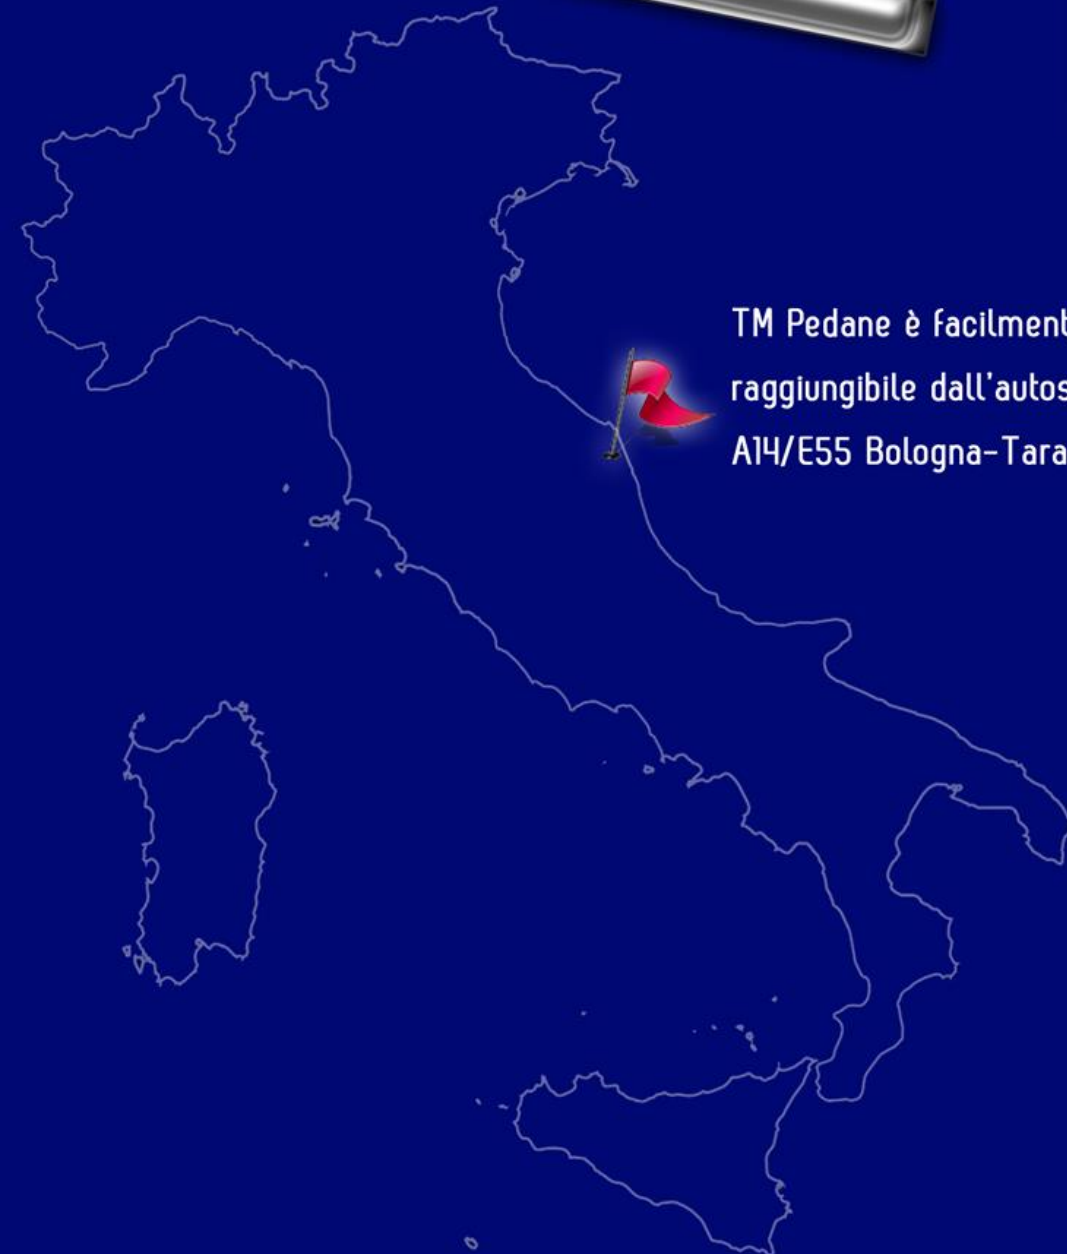 TM Pedane è facilment
raggiungibile dall'autos
A14/E55 Bologna-Tara